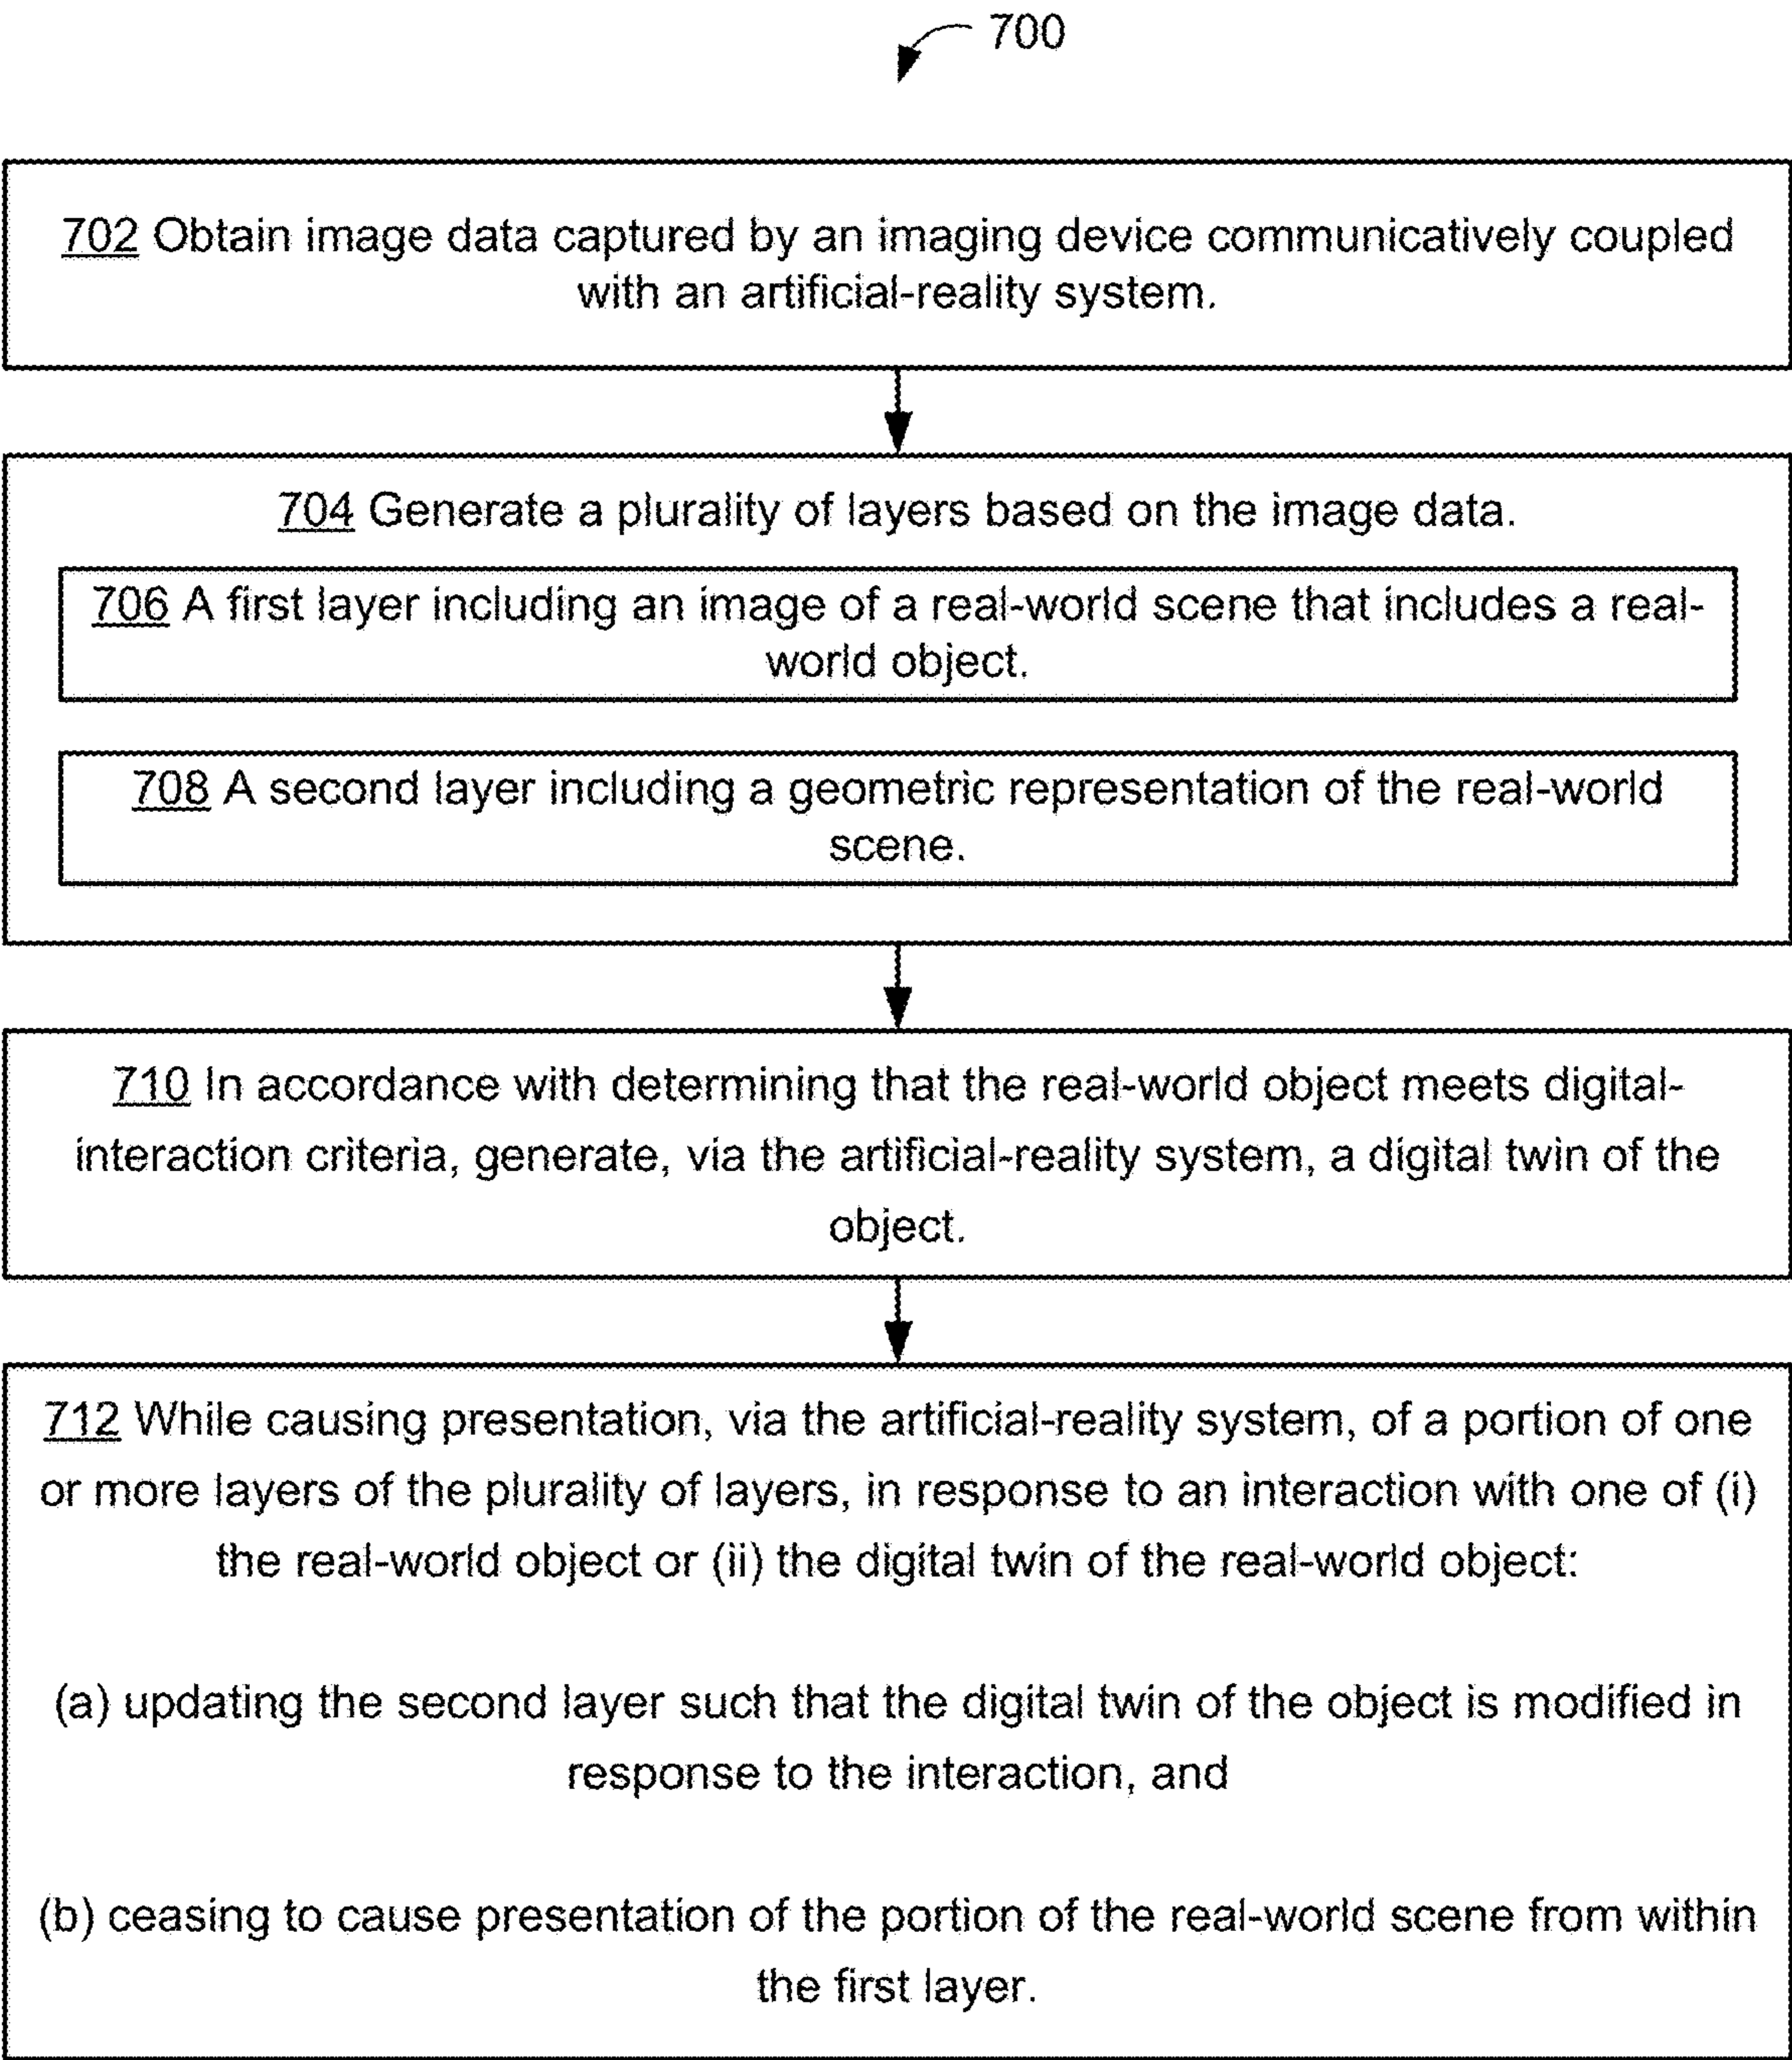 700
702 Obtain image data captured by an imaging device communicatively coupled
with an artificial-reality system.
704 Generate a plurality of layers based on the image data.
706 A first layer including an image of a real-world scene that includes a real-
world object.
708 A second layer including a geometric representation of the real-world
scene.
710 In accordance with determining that the real-world object meets digital-
interaction criteria, generate, via the artificial-reality system, a digital twin of the
object.
712 While causing presentation, via the artificial-reality system, of a portion of one
or more layers of the plurality of layers, in response to an interaction with one of (i)
the real-world object or (ii) the digital twin of the real-world object:
(a) updating the second layer such that the digital twin of the object is modified in
response to the interaction, and
(b) ceasing to cause presentation of the portion of the real-world scene from within
the first layer.